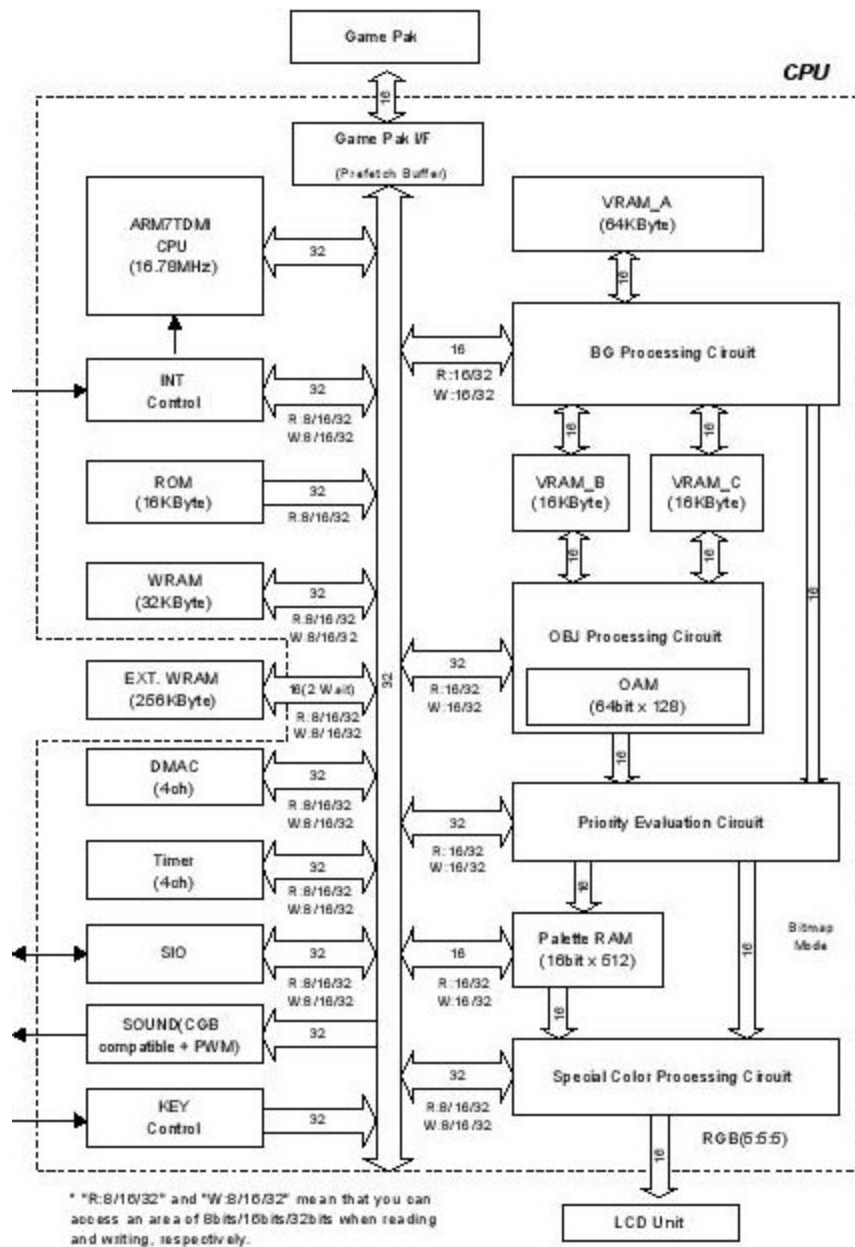 Game Pak
CPU
16
Game Pak I/F
(Prefetch Buffer)
ARM7TDMI
CPU
(16.78MHz)
32
VRAM_A
(64KByte)
16
16
R:16/32
W:16/32
BG Processing Circuit
INT
Control
32
R:8/16/32
W:8/16/32
16
16
ROM
(16KByte)
32
R:8/16/32
VRAM_B
(16KByte)
VRAM_C
(16KByte)
16
16
16
WRAM
(32KByte)
32
R:8/16/32
W:8/16/32
OBJ Processing Circuit
OAM
(64bit x 128)
32
R:16/32
W:16/32
32
EXT. WRAM
(256KByte)
16(2 Wait)
R:8/16/32
W:8/16/32
16
DMAC
(4ch)
32
R:8/16/32
W:8/16/32
32
R:16/32
W:16/32
Priority Evaluation Circuit
Timer
(4ch)
32
R:8/16/32
W:8/16/32
16
16
Bitmap
Mode
SIO
32
R:8/16/32
W:8/16/32
16
R:16/32
W:16/32
Palette RAM
(16bit x 512)
16
SOUND(CGB
compatible + PWM)
32
32
R:8/16/32
W:8/16/32
Special Color Processing Circuit
KEY
Control
32
RGB(5:5:5)
16
LCD Unit
* "R:8/16/32" and "W:8/16/32" mean that you can
access an area of 8bits/16bits/32bits when reading
and writing, respectively.